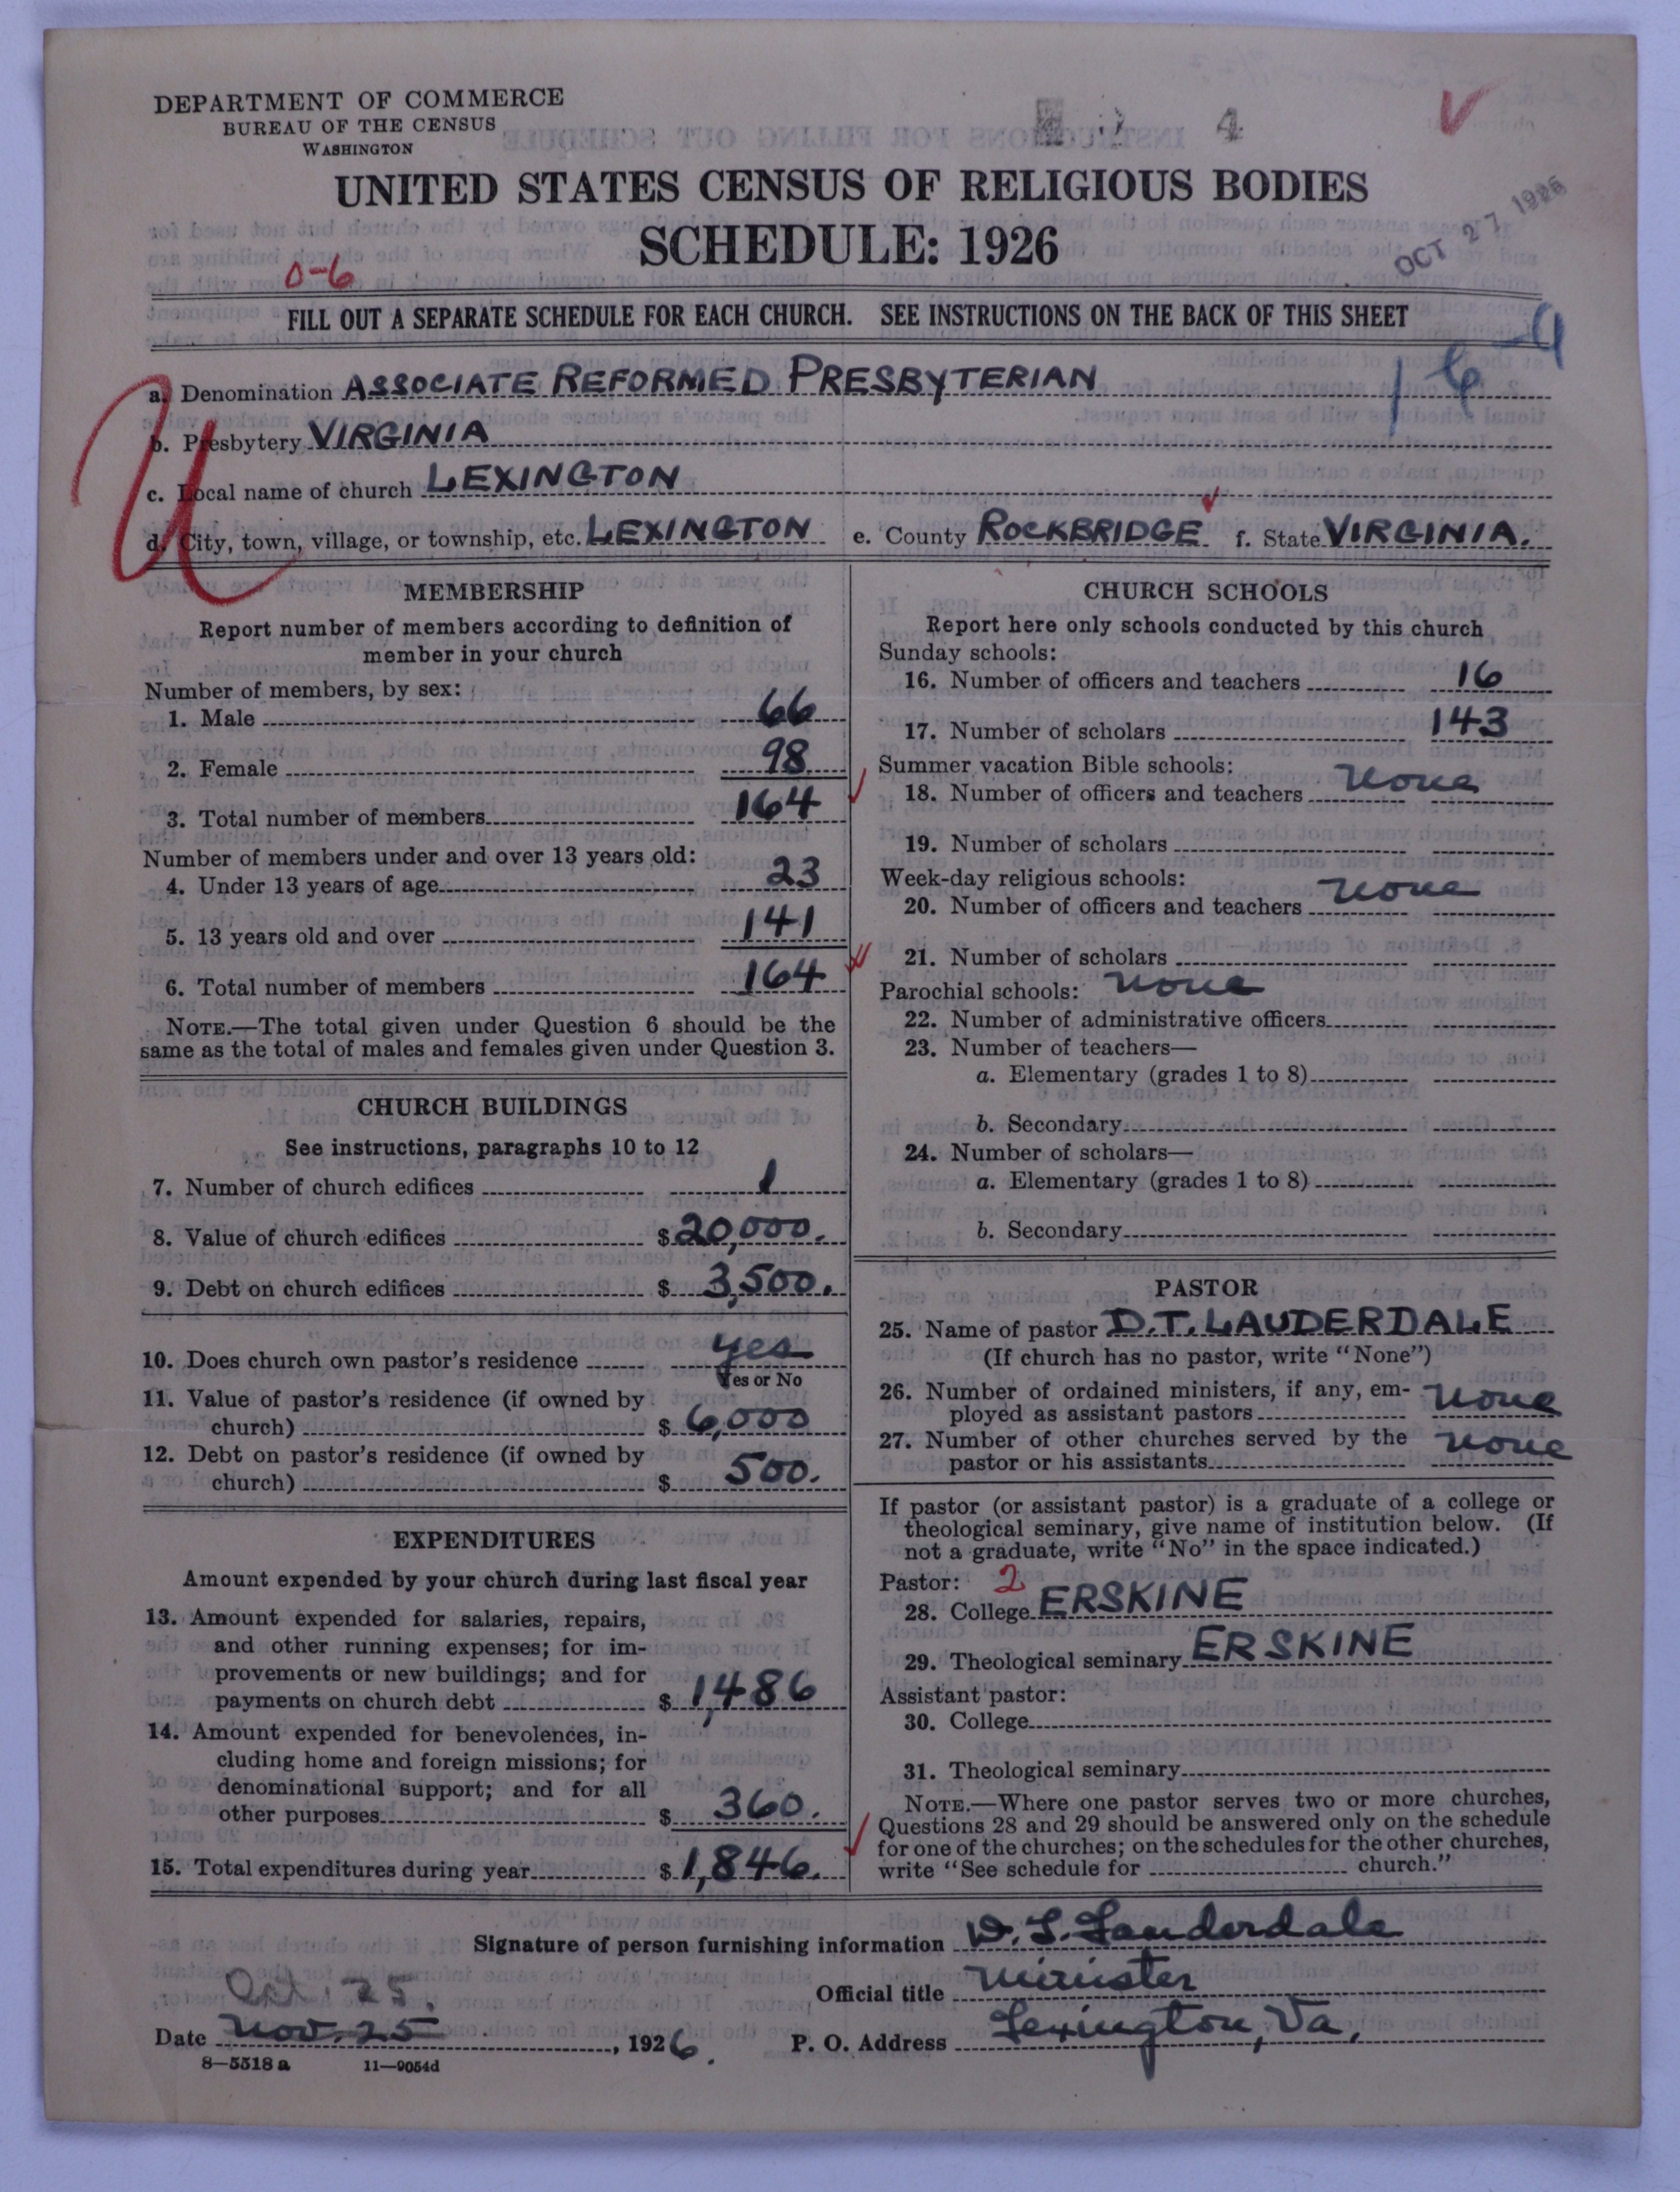 DEPARTMENT OF COMMERCE
BUREAU OF THE CENSUS
WASHINGTON
4
UNITED STATES CENSUS OF RELIGIOUS BODIES
SCHEDULE: 1926
OCT 27 1926
0-6
FILL OUT A SEPARATE SCHEDULE FOR EACH CHURCH. SEE INSTRUCTIONS ON THE BACK OF THIS SHEET
16-9
a. Denomination ASSOCIATE REFORMED PRESBYTERIAN
b. Presbytery VIRGINIA
c. Local name of church LEXINGTON
d. City, town, village, or township, etc. LEXINGTON e. County ROCKBRIDGE f. State VIRGINIA.
MEMBERSHIP
Report number of members according to definition of
member in your church
Number of members, by sex:
1. Male 66
2. Female 98
3. Total number of members 164
Number of members under and over 13 years old:
4. Under 13 years of age 23
5. 13 years old and over 141
6. Total number of members 164
NOTE.—The total given under Question 6 should be the
same as the total of males and females given under Question 3.
CHURCH BUILDINGS
See instructions, paragraphs 10 to 12
7. Number of church edifices 1
8. Value of church edifices $20,000.
9. Debt on church edifices $ 3,500.
10. Does church own pastor's residence yes
Yes or No
11. Value of pastor's residence (if owned by
church) $ 6,000
12. Debt on pastor's residence (if owned by
church) $ 500.
EXPENDITURES
Amount expended by your church during last fiscal year
13. Amount expended for salaries, repairs,
and other running expenses; for im-
provements or new buildings; and for
payments on church debt $ 1,486
14. Amount expended for benevolences, in-
cluding home and foreign missions; for
denominational support; and for all
other purposes $ 360.
15. Total expenditures during year $ 1,846.
CHURCH SCHOOLS
Report here only schools conducted by this church
Sunday schools:
16. Number of officers and teachers 16
17. Number of scholars 143
Summer vacation Bible schools:
18. Number of officers and teachers none
19. Number of scholars
Week-day religious schools:
20. Number of officers and teachers none
21. Number of scholars
Parochial schools: none
22. Number of administrative officers
23. Number of teachers—
a. Elementary (grades 1 to 8)
b. Secondary
24. Number of scholars—
a. Elementary (grades 1 to 8)
b. Secondary
PASTOR
25. Name of pastor D.T. LAUDERDALE
(If church has no pastor, write "None")
26. Number of ordained ministers, if any, em-
ployed as assistant pastors none
27. Number of other churches served by the
pastor or his assistants none
If pastor (or assistant pastor) is a graduate of a college or
theological seminary, give name of institution below. (If
not a graduate, write "No" in the space indicated.)
Pastor: 2
28. College ERSKINE
29. Theological seminary ERSKINE
Assistant pastor:
30. College
31. Theological seminary
NOTE.—Where one pastor serves two or more churches,
Questions 28 and 29 should be answered only on the schedule
for one of the churches; on the schedules for the other churches,
write "See schedule for church."
Signature of person furnishing information D. T. Lauderdale
Official title Minister
Oct. 25.
Date Nov. 25, 1926. P. O. Address Lexington, Va.
8—5518 a 11—9054d